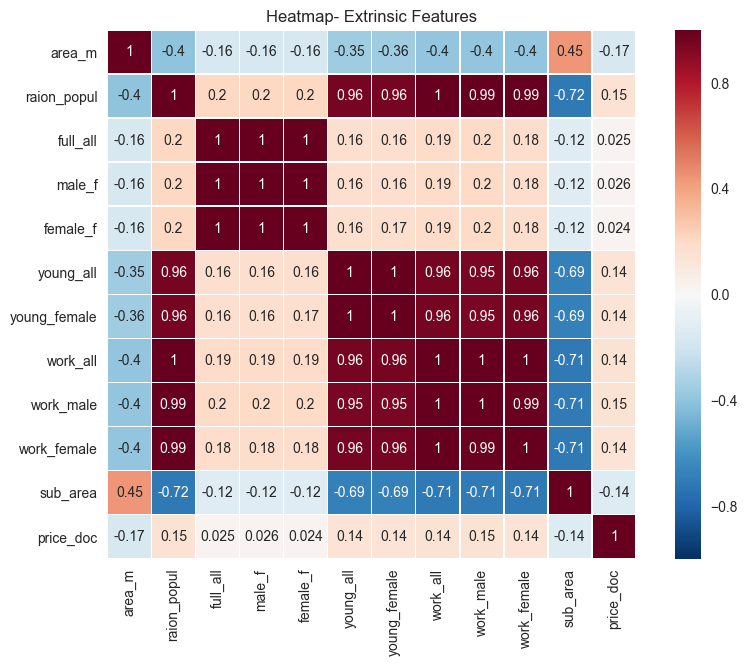 Heatmap- Extrinsic Features
area_m 1 -0.4 -0.16 -0.16 -0.16 -0.35 -0.36 -0.4 -0.4 -0.4 0.45 -0.17
raion_popul -0.4 1 0.2 0.2 0.2 0.96 0.96 1 0.99 0.99 -0.72 0.15
full_all -0.16 0.2 1 1 1 0.16 0.16 0.19 0.2 0.18 -0.12 0.025
male_f -0.16 0.2 1 1 1 0.16 0.16 0.19 0.2 0.18 -0.12 0.026
female_f -0.16 0.2 1 1 1 0.16 0.17 0.19 0.2 0.18 -0.12 0.024
young_all -0.35 0.96 0.16 0.16 0.16 1 1 0.96 0.95 0.96 -0.69 0.14
young_female -0.36 0.96 0.16 0.16 0.17 1 1 0.96 0.95 0.96 -0.69 0.14
work_all -0.4 1 0.19 0.19 0.19 0.96 0.96 1 1 1 -0.71 0.14
work_male -0.4 0.99 0.2 0.2 0.2 0.95 0.95 1 1 0.99 -0.71 0.15
work_female -0.4 0.99 0.18 0.18 0.18 0.96 0.96 1 0.99 1 -0.71 0.14
sub_area 0.45 -0.72 -0.12 -0.12 -0.12 -0.69 -0.69 -0.71 -0.71 -0.71 1 -0.14
price_doc -0.17 0.15 0.025 0.026 0.024 0.14 0.14 0.14 0.15 0.14 -0.14 1
area_m raion_popul full_all male_f female_f young_all young_female work_all work_male work_female sub_area price_doc
0.8
0.4
0.0
−0.4
−0.8